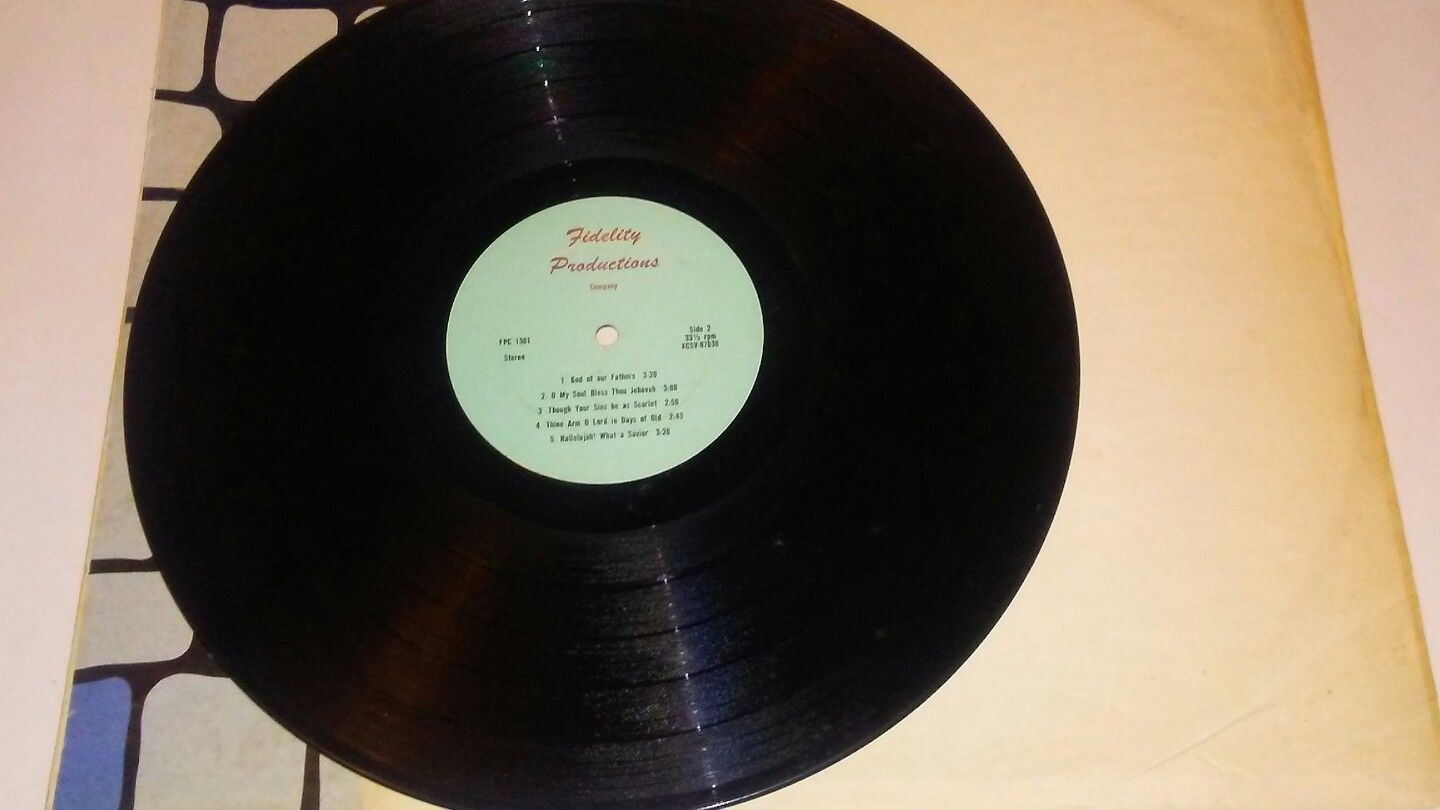 Fidelity
Productions
Company
FPC 1501
Stereo
Side 2
33⅓ rpm
1. God of our Fathers 3:20
2. O My Soul Bless Thou Jehovah 3:00
3. Though Your Sins be as Scarlet 2:50
4. Thine Arm O Lord in Days of Old 2:43
5. Hallelujah! What a Savior 3:20